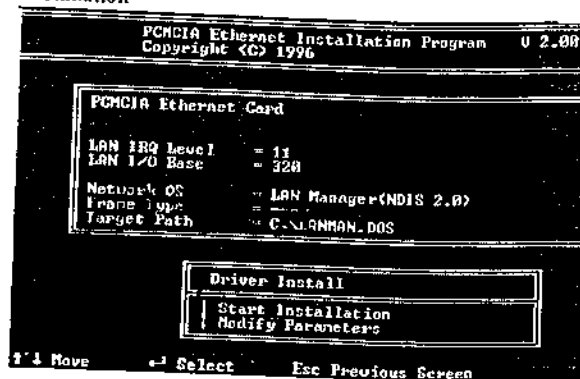 PCMCIA Ethernet Installation Program V 2.00
Copyright (C) 1996
PCMCIA Ethernet Card
LAN IRQ Level = 11
LAN I/O Base = 320
Network OS = LAN Manager(NDIS 2.0)
Frame Type =
Target Path = C:\LANMAN.DOS
Driver Install
Start Installation
Modify Parameters
↑↓ Move ↵ Select Esc Previous Screen